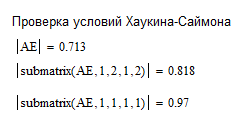 Проверка условий Хаукина-Саймона
|AE| = 0.713
|submatrix(AE,1,2,1,2)| = 0.818
|submatrix(AE,1,1,1,1)| = 0.97